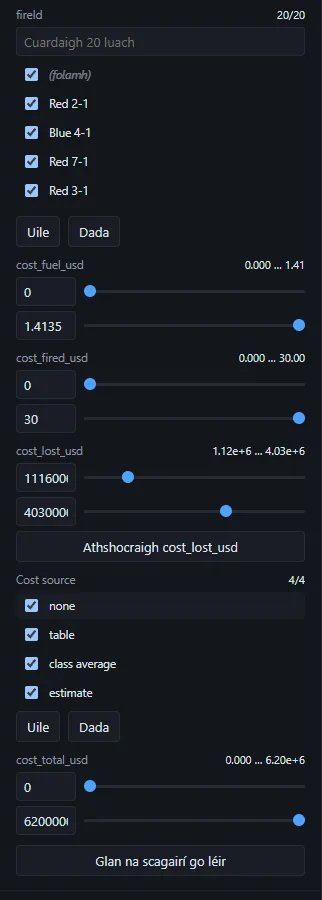 fireId 20/20
Cuardaigh 20 luach
(folamh)
Red 2-1
Blue 4-1
Red 7-1
Red 3-1
Uile Dada
cost_fuel_usd 0.000 ... 1.41
0
1.4135
cost_fired_usd 0.000 ... 30.00
0
30
cost_lost_usd 1.12e+6 ... 4.03e+6
111600
403000
Athshocraigh cost_lost_usd
Cost source 4/4
none
table
class average
estimate
Uile Dada
cost_total_usd 0.000 ... 6.20e+6
0
620000
Glan na scagairí go léir